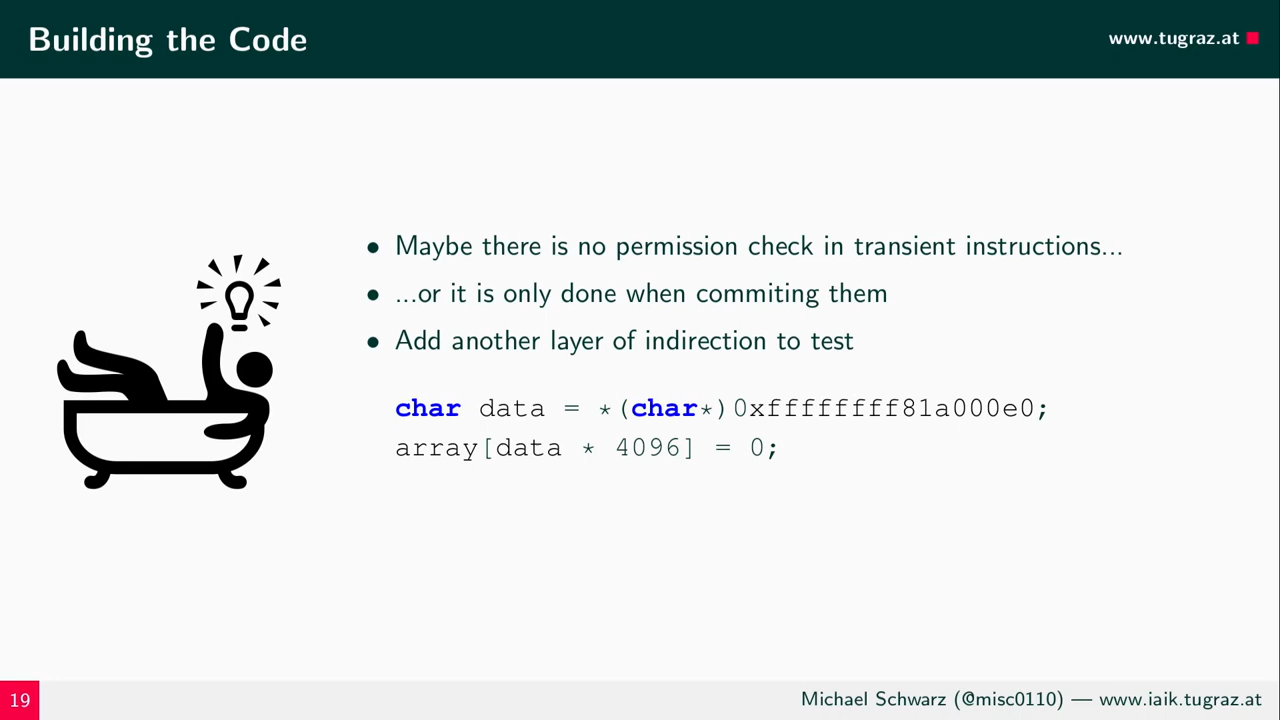 Building the Code
www.tugraz.at
• Maybe there is no permission check in transient instructions...
• ...or it is only done when commiting them
• Add another layer of indirection to test
char data = *(char*)0xffffffff81a000e0;
array[data * 4096] = 0;
19
Michael Schwarz (@misc0110) — www.iaik.tugraz.at